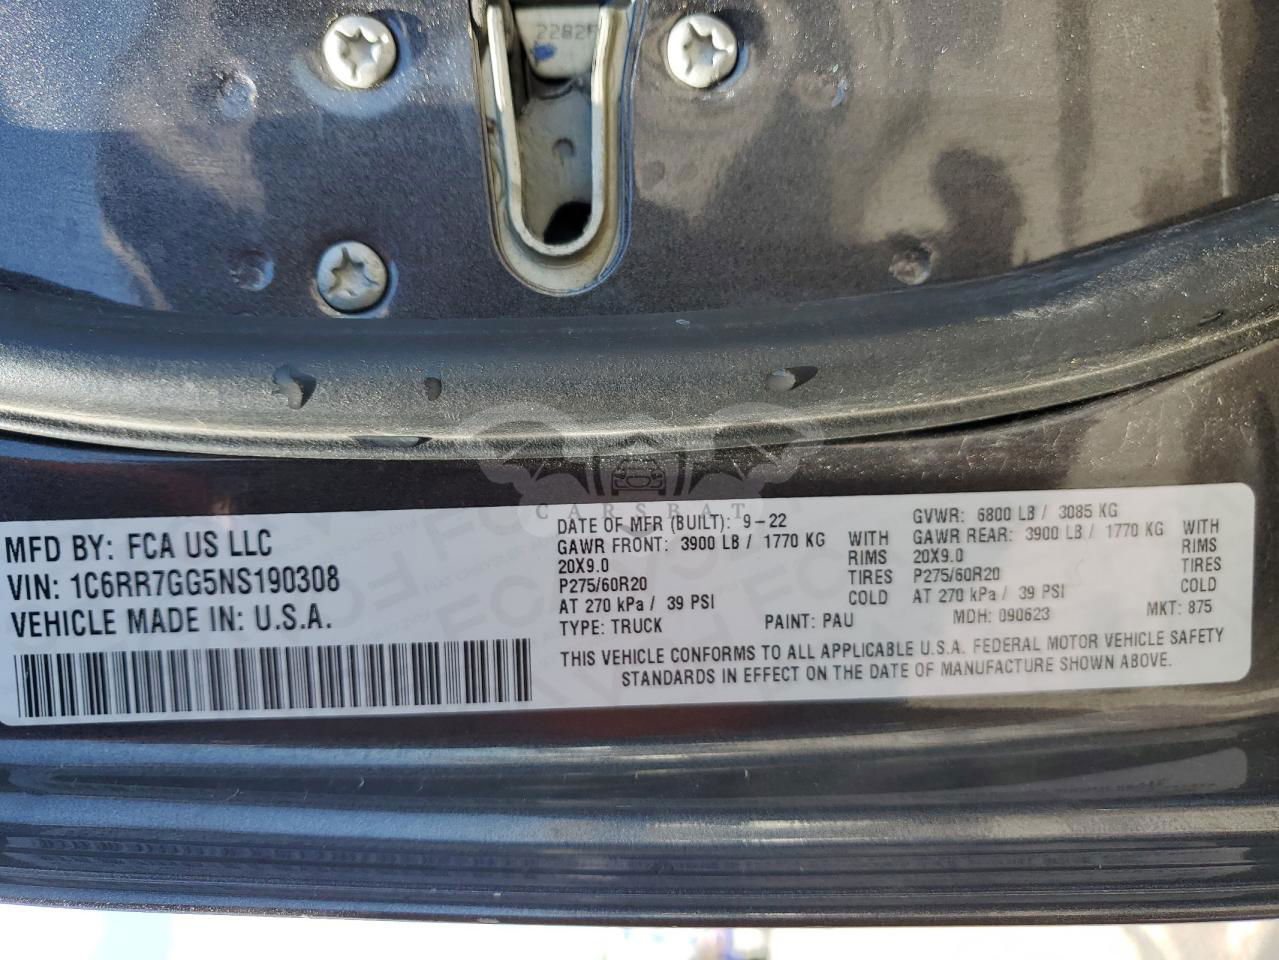 2282F
CARSBAT
MFD BY: FCA US LLC
VIN: 1C6RR7GG5NS190308
VEHICLE MADE IN: U.S.A.
DATE OF MFR (BUILT): 9-22
GAWR FRONT: 3900 LB / 1770 KG WITH
20X9.0 RIMS
P275/60R20 TIRES
AT 270 kPa / 39 PSI COLD
TYPE: TRUCK PAINT: PAU
GVWR: 6800 LB / 3085 KG
GAWR REAR: 3900 LB / 1770 KG WITH
20X9.0 RIMS
P275/60R20 TIRES
AT 270 kPa / 39 PSI COLD
MDH: 090623 MKT: 875
THIS VEHICLE CONFORMS TO ALL APPLICABLE U.S.A. FEDERAL MOTOR VEHICLE SAFETY
STANDARDS IN EFFECT ON THE DATE OF MANUFACTURE SHOWN ABOVE.